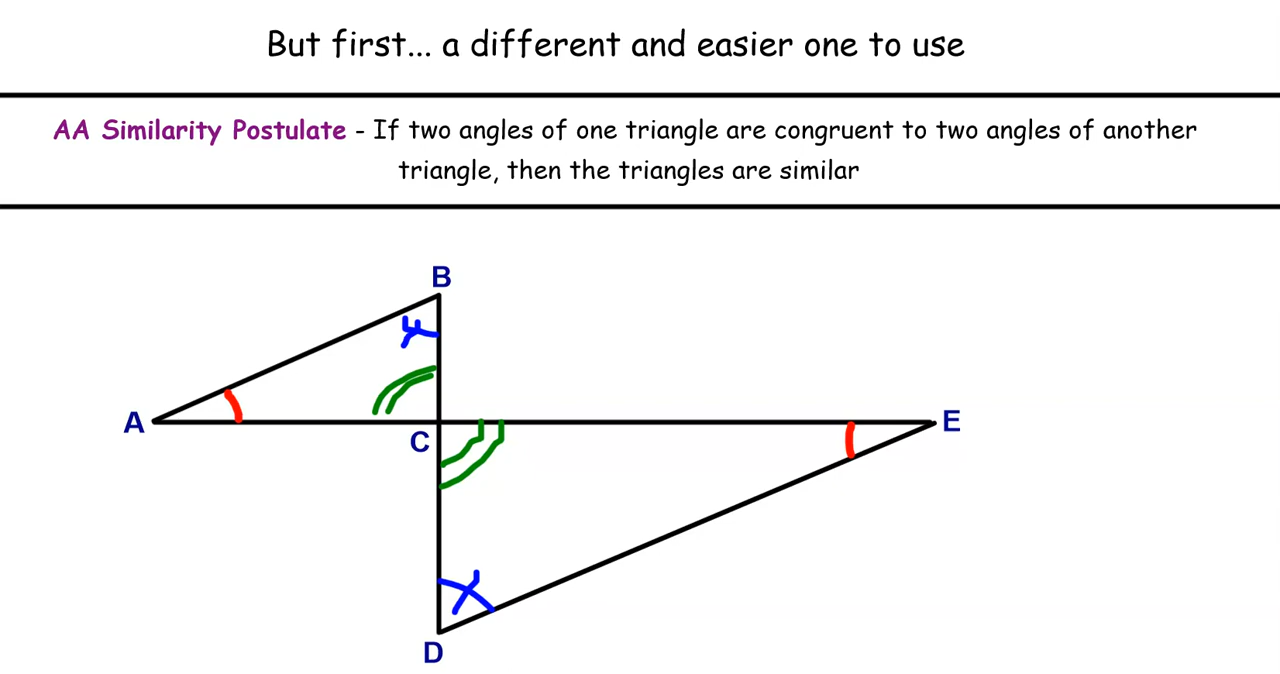 But first... a different and easier one to use
AA Similarity Postulate - If two angles of one triangle are congruent to two angles of another
triangle, then the triangles are similar
B
A
C
E
D